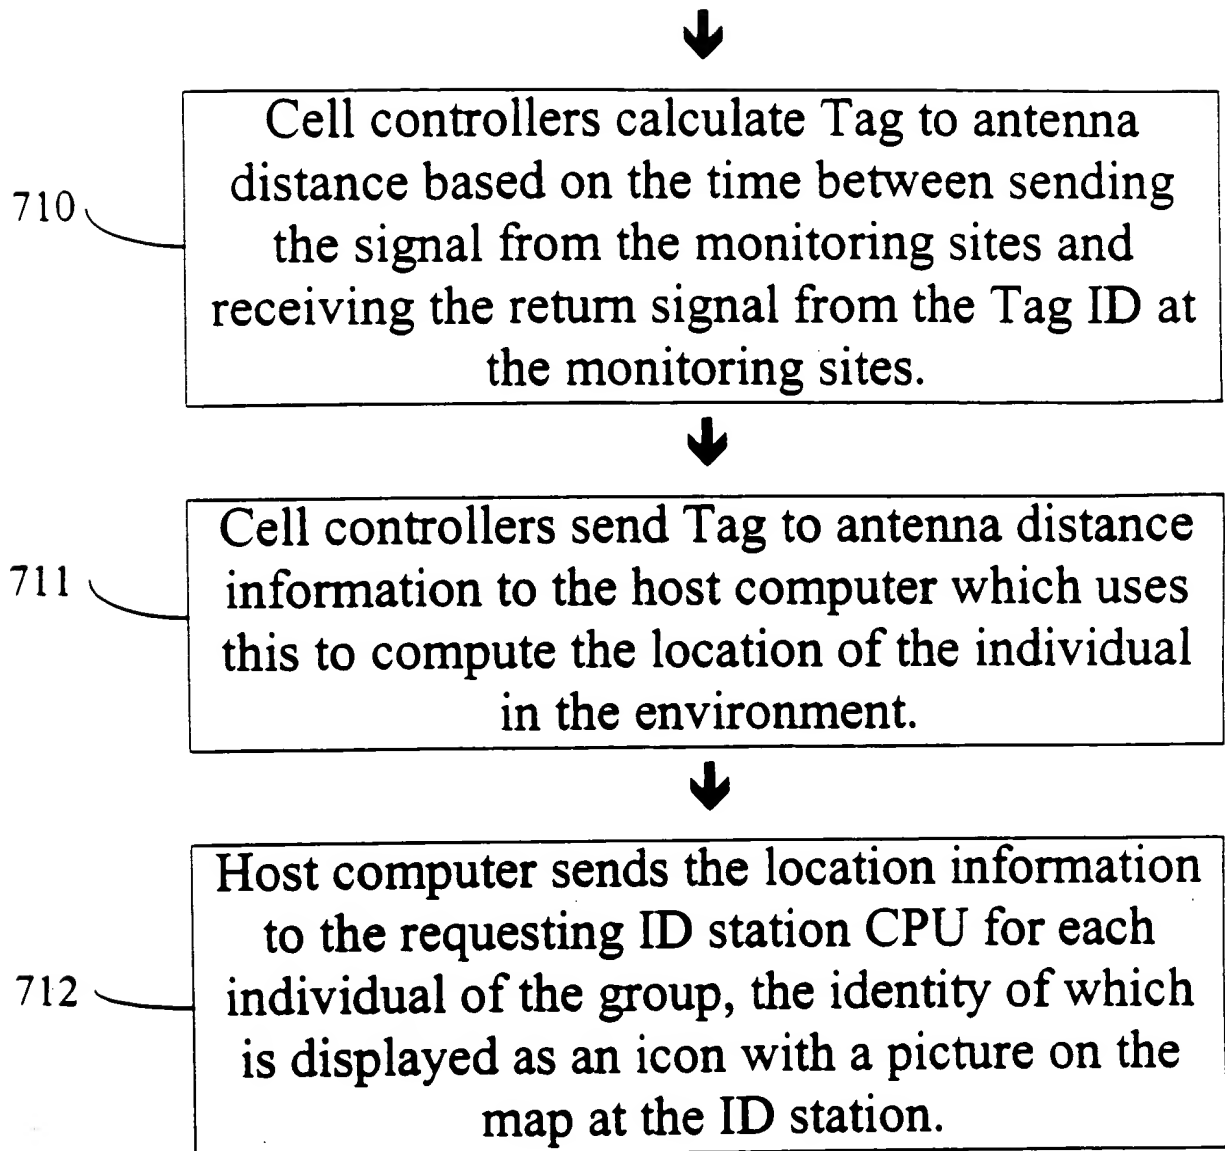 Cell controllers calculate Tag to antenna
distance based on the time between sending
710
the signal from the monitoring sites and
receiving the return signal from the Tag ID at
the monitoring sites.
Cell controllers send Tag to antenna distance
711
information to the host computer which uses
this to compute the location of the individual
in the environment.
Host computer sends the location information
to the requesting ID station CPU for each
712
individual of the group, the identity of which
is displayed as an icon with a picture on the
map at the ID station.